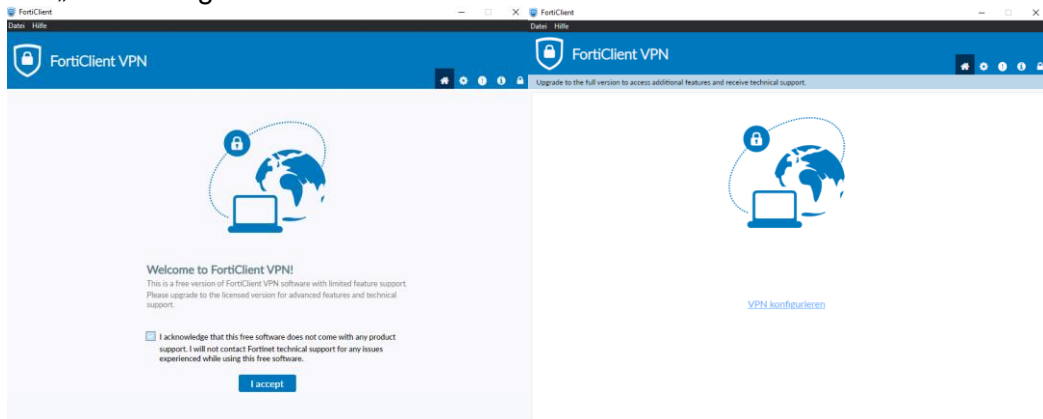 FortiClient
Datei Hilfe
FortiClient VPN
Welcome to FortiClient VPN!
This is a free version of FortiClient VPN software with limited feature support.
Please upgrade to the licensed version for advanced features and technical
support.
I acknowledge that this free software does not come with any product
support. I will not contact Fortinet technical support for any issues
experienced while using this free software.
I accept
FortiClient
Datei Hilfe
FortiClient VPN
Upgrade to the full version to access additional features and receive technical support.
VPN konfigurieren